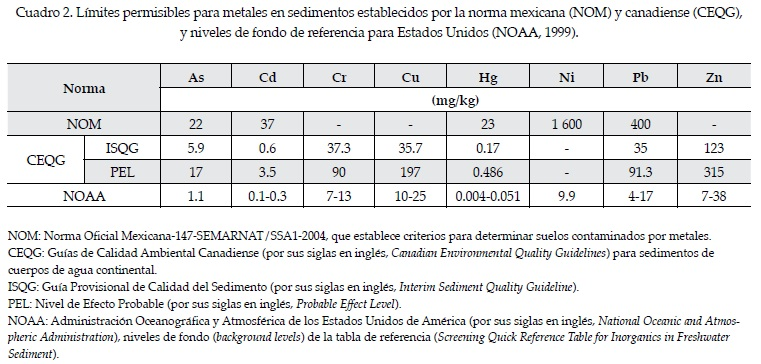 Cuadro 2. Límites permisibles para metales en sedimentos establecidos por la norma mexicana (NOM) y canadiense (CEQG),
y niveles de fondo de referencia para Estados Unidos (NOAA, 1999).
Norma As Cd Cr Cu Hg Ni Pb Zn
(mg/kg)
NOM 22 37 - - 23 1 600 400 -
CEQG ISQG 5.9 0.6 37.3 35.7 0.17 - 35 123
PEL 17 3.5 90 197 0.486 - 91.3 315
NOAA 1.1 0.1-0.3 7-13 10-25 0.004-0.051 9.9 4-17 7-38
NOM: Norma Oficial Mexicana-147-SEMARNAT/SSA1-2004, que establece criterios para determinar suelos contaminados por metales.
CEQG: Guías de Calidad Ambiental Canadiense (por sus siglas en inglés, Canadian Environmental Quality Guidelines) para sedimentos de
cuerpos de agua continental.
ISQG: Guía Provisional de Calidad del Sedimento (por sus siglas en inglés, Interim Sediment Quality Guideline).
PEL: Nivel de Efecto Probable (por sus siglas en inglés, Probable Effect Level).
NOAA: Administración Oceanográfica y Atmosférica de los Estados Unidos de América (por sus siglas en inglés, National Oceanic and Atmos-
pheric Administration), niveles de fondo (background levels) de la tabla de referencia (Screening Quick Reference Table for Inorganics in Freshwater
Sediment).